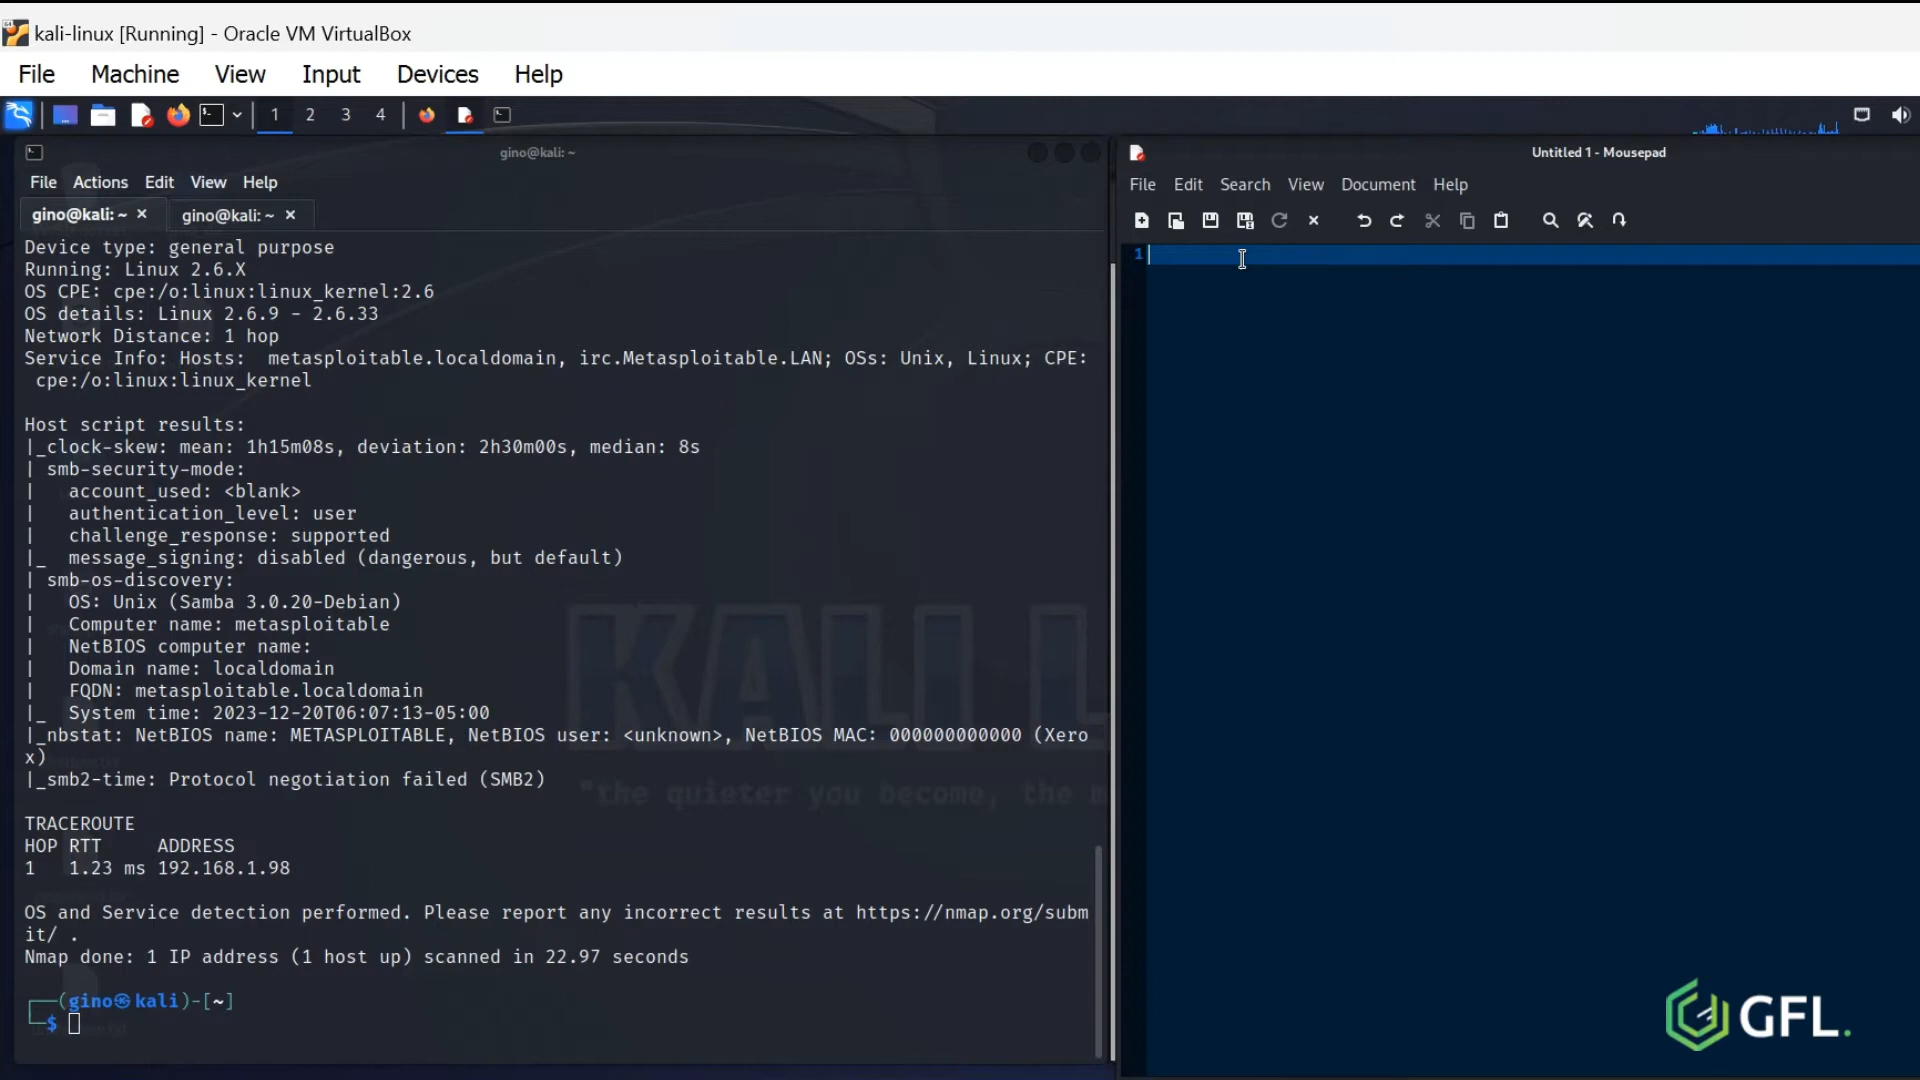 kali-linux [Running] - Oracle VM VirtualBox
File Machine View Input Devices Help
1 2 3 4
gino@kali: ~
File Actions Edit View Help
gino@kali: ~ × gino@kali: ~ ×
Device type: general purpose
Running: Linux 2.6.X
OS CPE: cpe:/o:linux:linux_kernel:2.6
OS details: Linux 2.6.9 - 2.6.33
Network Distance: 1 hop
Service Info: Hosts:  metasploitable.localdomain, irc.Metasploitable.LAN; OSs: Unix, Linux; CPE:
 cpe:/o:linux:linux_kernel
Host script results:
|_clock-skew: mean: 1h15m08s, deviation: 2h30m00s, median: 8s
| smb-security-mode:
|   account_used: <blank>
|   authentication_level: user
|   challenge_response: supported
|_  message_signing: disabled (dangerous, but default)
| smb-os-discovery:
|   OS: Unix (Samba 3.0.20-Debian)
|   Computer name: metasploitable
|   NetBIOS computer name:
|   Domain name: localdomain
|   FQDN: metasploitable.localdomain
|_  System time: 2023-12-20T06:07:13-05:00
|_nbstat: NetBIOS name: METASPLOITABLE, NetBIOS user: <unknown>, NetBIOS MAC: 000000000000 (Xero
x)
|_smb2-time: Protocol negotiation failed (SMB2)
TRACEROUTE
HOP RTT     ADDRESS
1   1.23 ms 192.168.1.98
OS and Service detection performed. Please report any incorrect results at https://nmap.org/subm
it/ .
Nmap done: 1 IP address (1 host up) scanned in 22.97 seconds
┌──(gino㉿kali)-[~]
└─$
KALI L
"the quieter you become, the m
Untitled 1 - Mousepad
File Edit Search View Document Help
1
GFL.